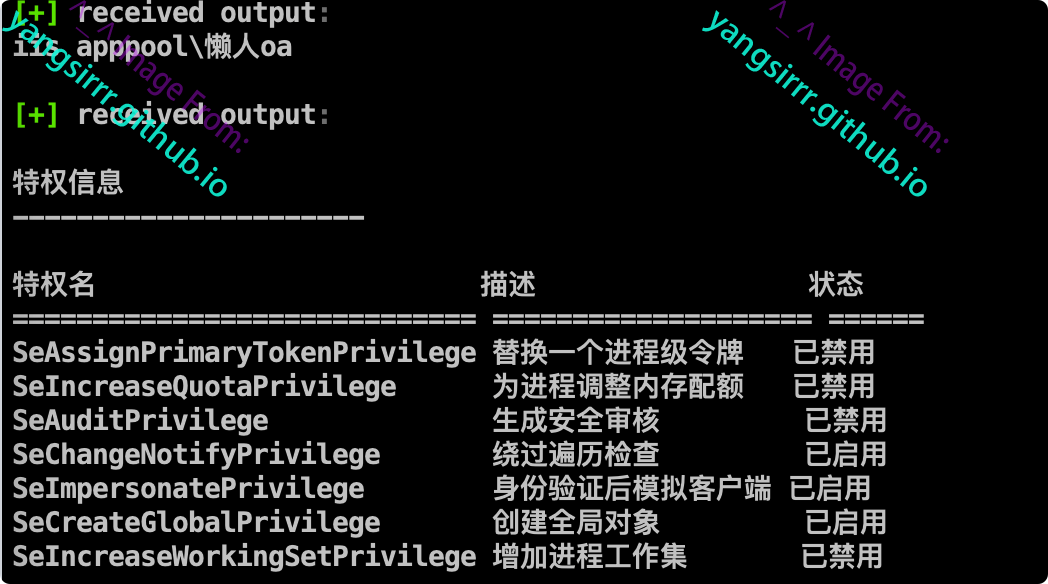 [+] received output:
iis apppool\懒人oa
[+] received output:
特权信息
----------------------
特权名 描述 状态
============================= ==================== ======
SeAssignPrimaryTokenPrivilege 替换一个进程级令牌 已禁用
SeIncreaseQuotaPrivilege 为进程调整内存配额 已禁用
SeAuditPrivilege 生成安全审核 已禁用
SeChangeNotifyPrivilege 绕过遍历检查 已启用
SeImpersonatePrivilege 身份验证后模拟客户端 已启用
SeCreateGlobalPrivilege 创建全局对象 已启用
SeIncreaseWorkingSetPrivilege 增加进程工作集 已禁用
^_^ Image From:
yangsirrr.github.io
^_^ Image From:
yangsirrr.github.io